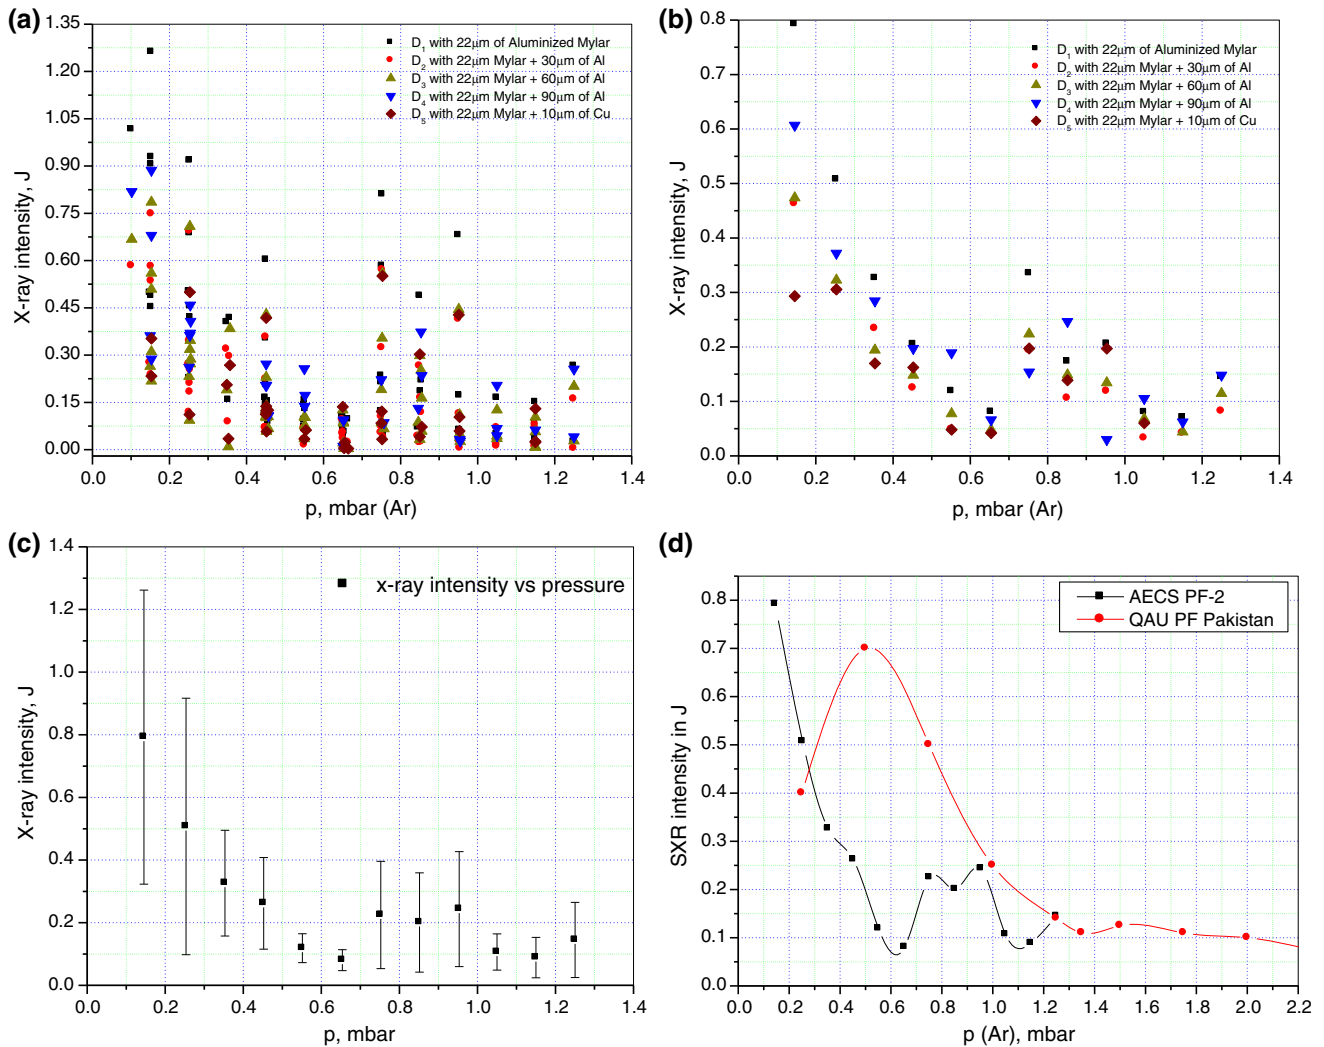 (a)
X-ray intensity, J
1.35
1.20
1.05
0.90
0.75
0.60
0.45
0.30
0.15
0.00
D1 with 22μm of Aluminized Mylar
D2 with 22μm Mylar + 30μm of Al
D3 with 22μm Mylar + 60μm of Al
D4 with 22μm Mylar + 90μm of Al
D5 with 22μm Mylar + 10μm of Cu
0.0 0.2 0.4 0.6 0.8 1.0 1.2 1.4
p, mbar (Ar)
(b)
X-ray intensity, J
0.8
0.7
0.6
0.5
0.4
0.3
0.2
0.1
0.0
D1 with 22μm of Aluminized Mylar
D2 with 22μm Mylar + 30μm of Al
D3 with 22μm Mylar + 60μm of Al
D4 with 22μm Mylar + 90μm of Al
D5 with 22μm Mylar + 10μm of Cu
0.0 0.2 0.4 0.6 0.8 1.0 1.2 1.4
p, mbar (Ar)
(c)
X-ray intensity, J
1.4
1.2
1.0
0.8
0.6
0.4
0.2
0.0
x-ray intensity vs pressure
0.0 0.2 0.4 0.6 0.8 1.0 1.2 1.4
p, mbar
(d)
SXR intensity in J
0.8
0.7
0.6
0.5
0.4
0.3
0.2
0.1
0.0
AECS PF-2
QAU PF Pakistan
0.0 0.2 0.4 0.6 0.8 1.0 1.2 1.4 1.6 1.8 2.0 2.2
p (Ar), mbar